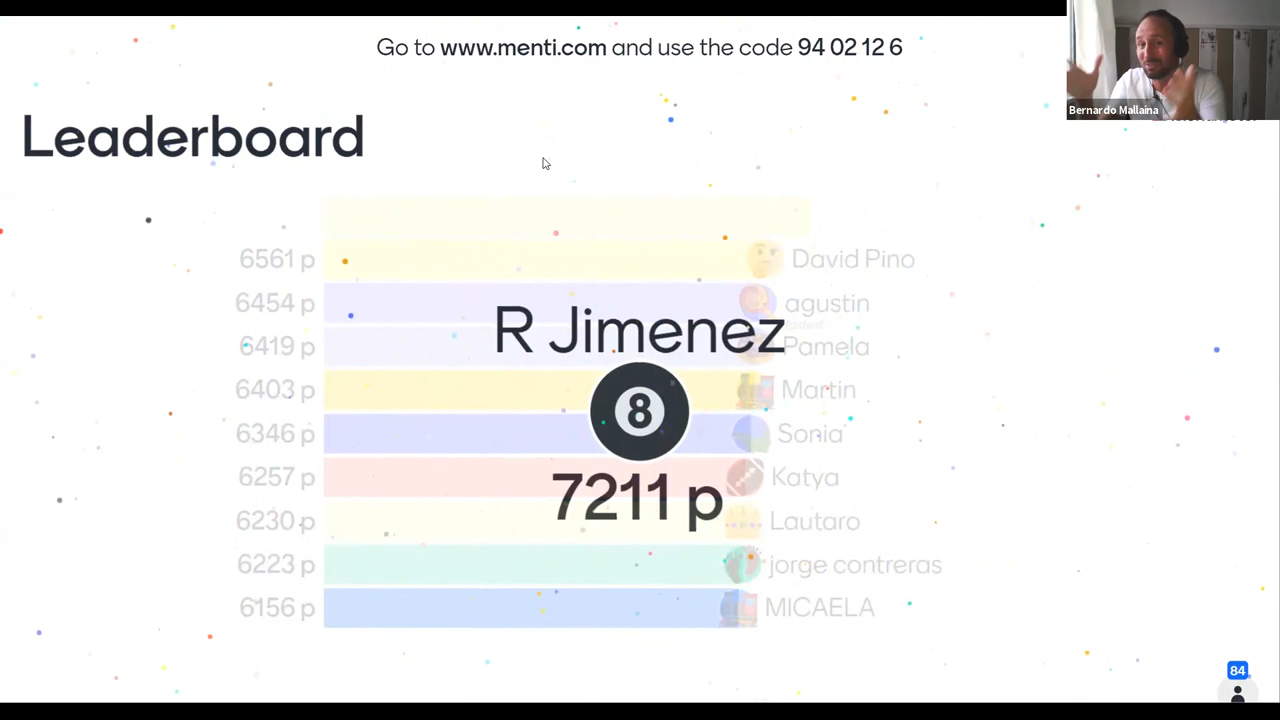 Go to www.menti.com and use the code 94 02 12 6
Bernardo Mallaina
Leaderboard
6561 p David Pino
6454 p agustin
R Jimenez
fastest
6419 p Pamela
6403 p Martin
8
6346 p Sonia
6257 p Katya
7211 p
6230 p Lautaro
6223 p jorge contreras
6156 p MICAELA
84